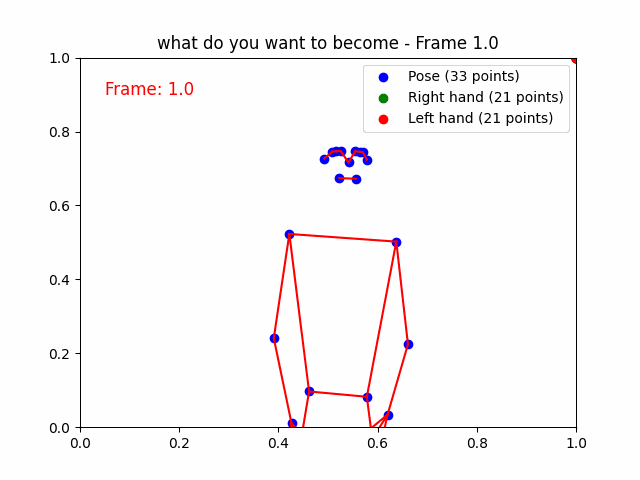 what do you want to become - Frame 1.0
Frame: 1.0
Pose (33 points)
Right hand (21 points)
Left hand (21 points)
1.0
0.8
0.6
0.4
0.2
0.0
0.0 0.2 0.4 0.6 0.8 1.0